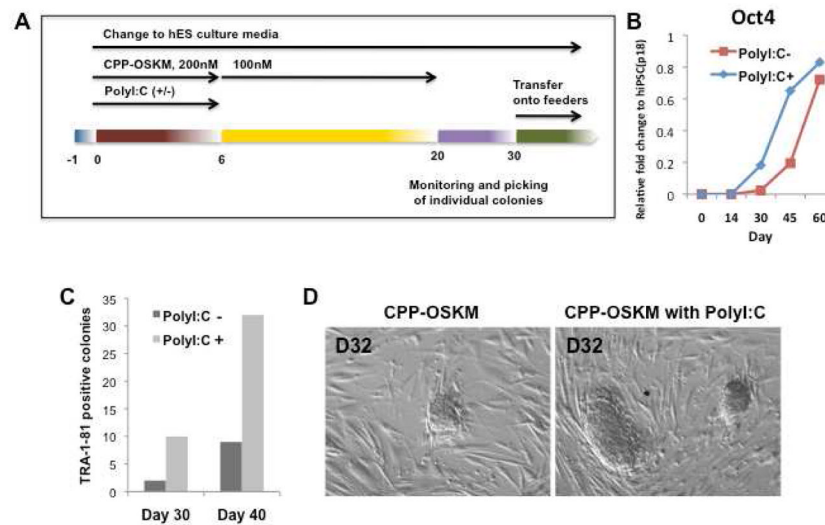 A
Change to hES culture media
CPP-OSKM, 200nM
100nM
PolyI:C (+/-)
Transfer
onto feeders
-1
0
6
20
30
Monitoring and picking
of individual colonies
B
Oct4
Relative fold change to hiPSC(p18)
1
0.8
0.6
0.4
0.2
0
PolyI:C-
PolyI:C+
0 14 30 45 60
Day
C
TRA-1-81 positive colonies
35
30
25
20
15
10
5
0
PolyI:C -
PolyI:C +
Day 30 Day 40
D
CPP-OSKM
CPP-OSKM with PolyI:C
D32
D32